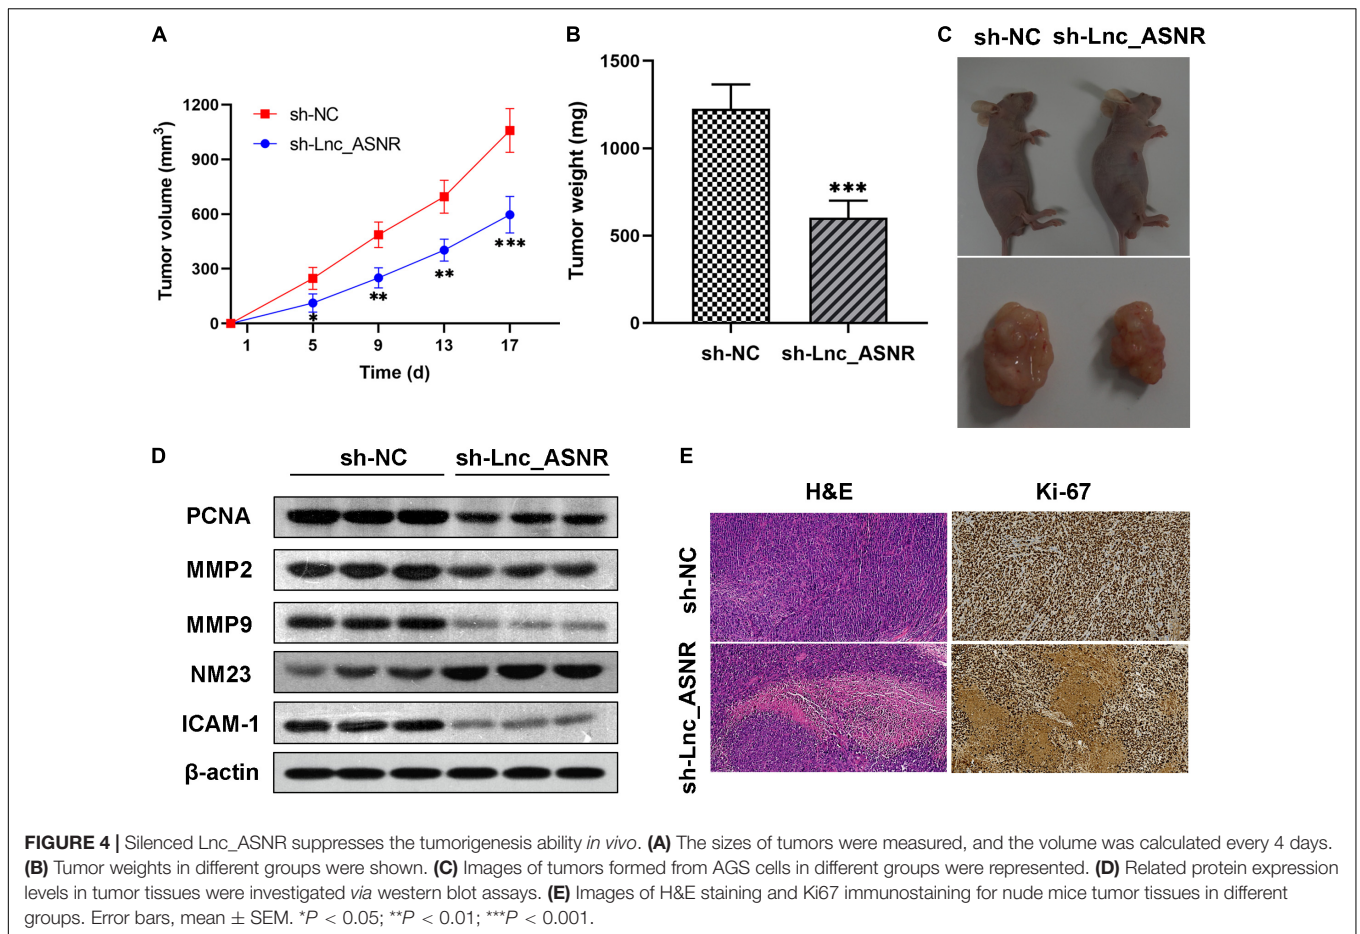 A
B
C
sh-NC sh-Lnc_ASNR
Tumor volume (mm³)
1200
900
600
300
0
sh-NC
sh-Lnc_ASNR
*
**
**
***
1 5 9 13 17
Time (d)
Tumor weight (mg)
1500
1000
500
0
***
sh-NC sh-Lnc_ASNR
D
sh-NC sh-Lnc_ASNR
PCNA
MMP2
MMP9
NM23
ICAM-1
β-actin
E
H&E Ki-67
sh-NC
sh-Lnc_ASNR
FIGURE 4 | Silenced Lnc_ASNR suppresses the tumorigenesis ability in vivo. (A) The sizes of tumors were measured, and the volume was calculated every 4 days.
(B) Tumor weights in different groups were shown. (C) Images of tumors formed from AGS cells in different groups were represented. (D) Related protein expression
levels in tumor tissues were investigated via western blot assays. (E) Images of H&E staining and Ki67 immunostaining for nude mice tumor tissues in different
groups. Error bars, mean ± SEM. *P < 0.05; **P < 0.01; ***P < 0.001.